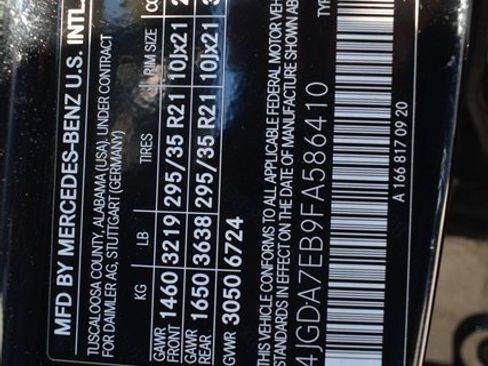 MFD BY MERCEDES-BENZ U.S. INTL.
TUSCALOOSA COUNTY, ALABAMA (USA), UNDER CONTRACT
FOR DAIMLER AG, STUTTGART (GERMANY)
KG LB TIRES RIM SIZE CO
GAWR FRONT 1460 3219 295/35 R21 10Jx21
GAWR REAR 1650 3638 295/35 R21 10Jx21
GVWR 3050 6724
THIS VEHICLE CONFORMS TO ALL APPLICABLE FEDERAL MOTOR VEHI
STANDARDS IN EFFECT ON THE DATE OF MANUFACTURE SHOWN AB
4JGDA7EB9FA586410 TYP
A 166 817 09 20